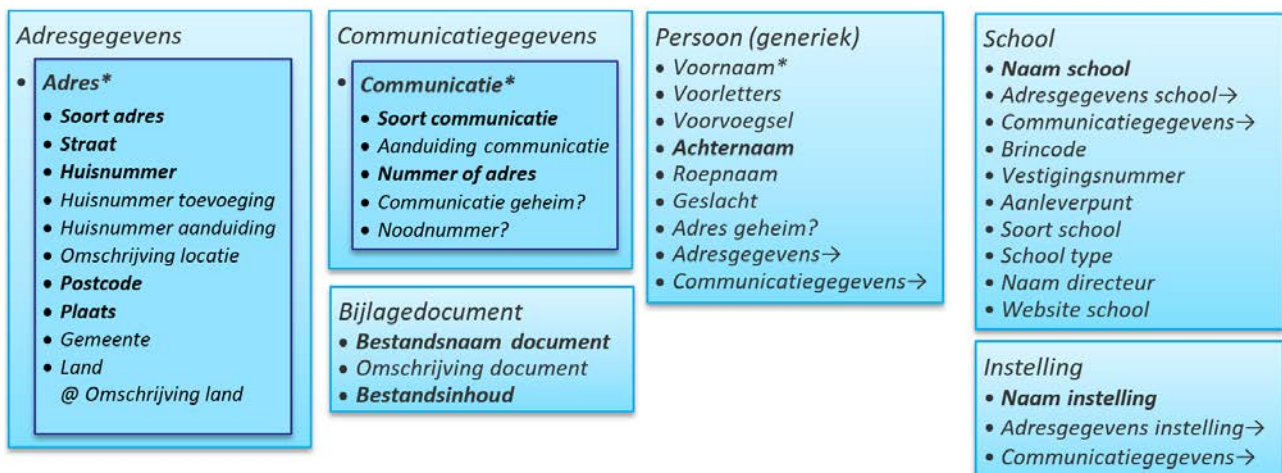 Adresgegevens
• Adres*
• Soort adres
• Straat
• Huisnummer
• Huisnummer toevoeging
• Huisnummer aanduiding
• Omschrijving locatie
• Postcode
• Plaats
• Gemeente
• Land
@ Omschrijving land
Communicatiegegevens
• Communicatie*
• Soort communicatie
• Aanduiding communicatie
• Nummer of adres
• Communicatie geheim?
• Noodnummer?
Bijlagedocument
• Bestandsnaam document
• Omschrijving document
• Bestandsinhoud
Persoon (generiek)
• Voornaam*
• Voorletters
• Voorvoegsel
• Achternaam
• Roepnaam
• Geslacht
• Adres geheim?
• Adresgegevens→
• Communicatiegegevens→
School
• Naam school
• Adresgegevens school→
• Communicatiegegevens→
• Brincode
• Vestigingsnummer
• Aanleverpunt
• Soort school
• School type
• Naam directeur
• Website school
Instelling
• Naam instelling
• Adresgegevens instelling→
• Communicatiegegevens→